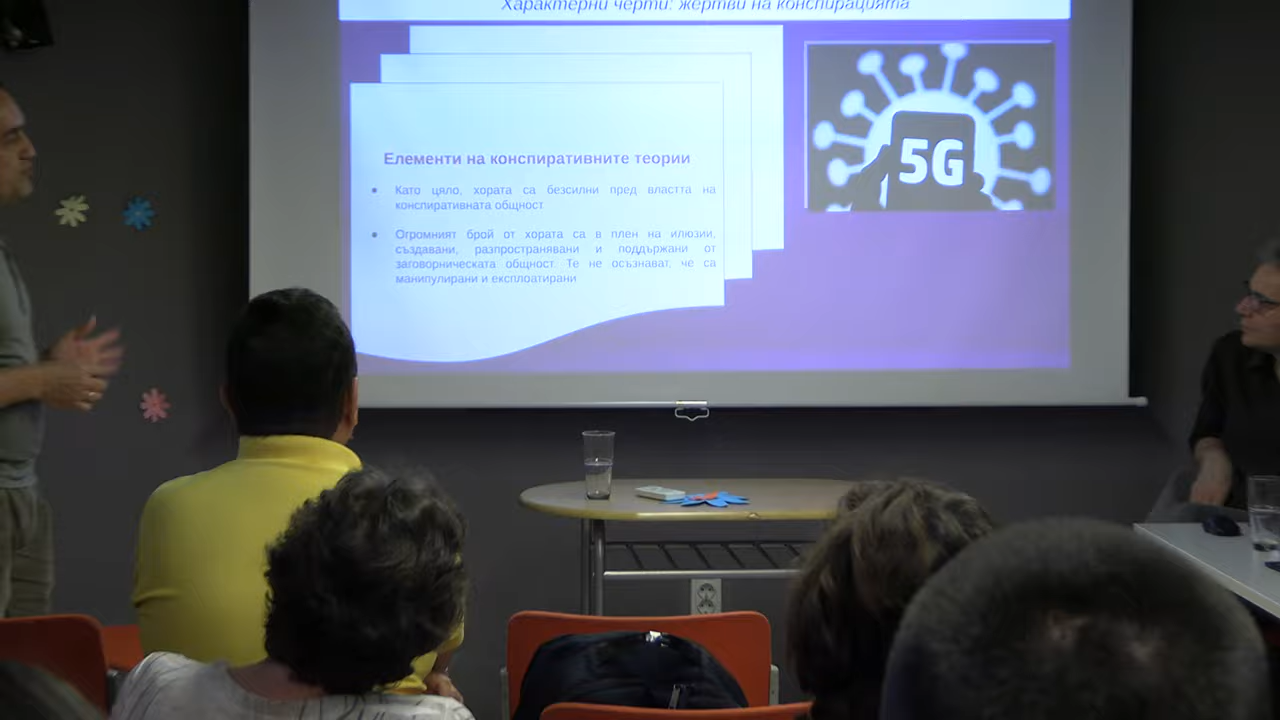 Характерни черти: жертви на конспирацията
Елементи на конспиративните теории
• Като цяло, хората са безсилни пред властта на
конспиративната общност
• Огромният брой от хората са в плен на илюзии,
създавани, разпространявани и поддържани от
заговорническата общност. Те не осъзнават, че са
манипулирани и експлоатирани
5G